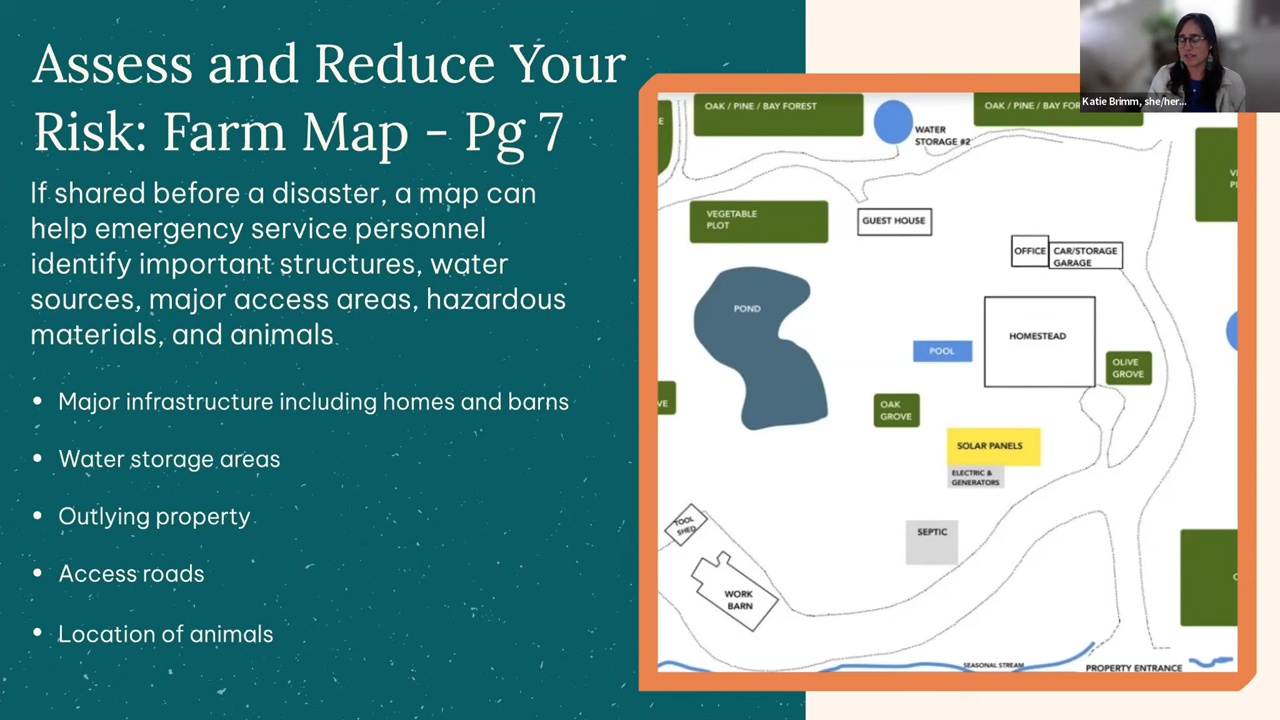 Assess and Reduce Your
Risk: Farm Map - Pg 7
If shared before a disaster, a map can
help emergency service personnel
identify important structures, water
sources, major access areas, hazardous
materials, and animals
• Major infrastructure including homes and barns
• Water storage areas
• Outlying property
• Access roads
• Location of animals
Katie Brimm, she/her...
OAK / PINE / BAY FOREST
OAK / PINE / BAY FOR
WATER
STORAGE #2
VEGETABLE
PLOT
GUEST HOUSE
OFFICE
CAR/STORAGE
GARAGE
POND
HOMESTEAD
POOL
OLIVE
GROVE
OAK
GROVE
SOLAR PANELS
ELECTRIC &
GENERATORS
TOOL
SHED
SEPTIC
WORK
BARN
SEASONAL STREAM
PROPERTY ENTRANCE